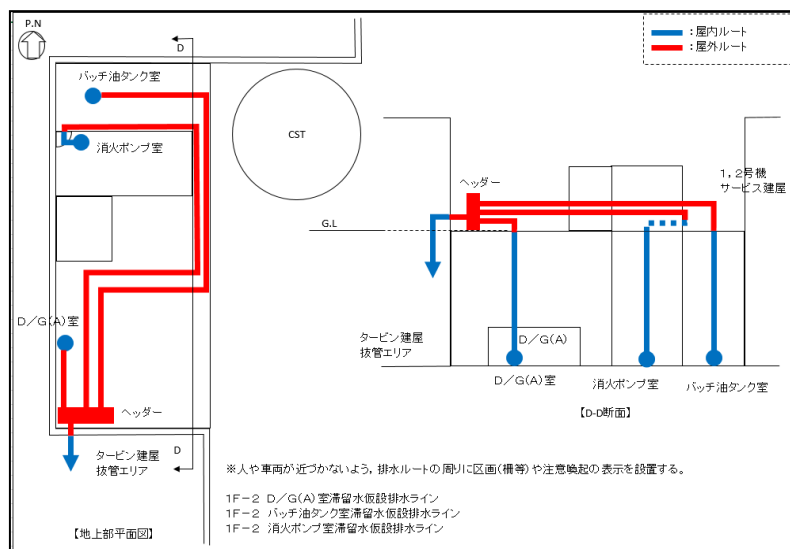 P.N
D
バッチ油タンク室
消火ポンプ室
CST
D/G(A)室
ヘッダー
タービン建屋
抜管エリア
D
【地上部平面図】
:屋内ルート
:屋外ルート
1,2号機
サービス建屋
ヘッダー
G.L
タービン建屋
抜管エリア
D/G(A)
D/G(A)室
消火ポンプ室
バッチ油タンク室
【D-D断面】
※人や車両が近づかないよう,排水ルートの周りに区画(柵等)や注意喚起の表示を設置する。
1F-2 D/G(A)室滞留水仮設排水ライン
1F-2 バッチ油タンク室滞留水仮設排水ライン
1F-2 消火ポンプ室滞留水仮設排水ライン